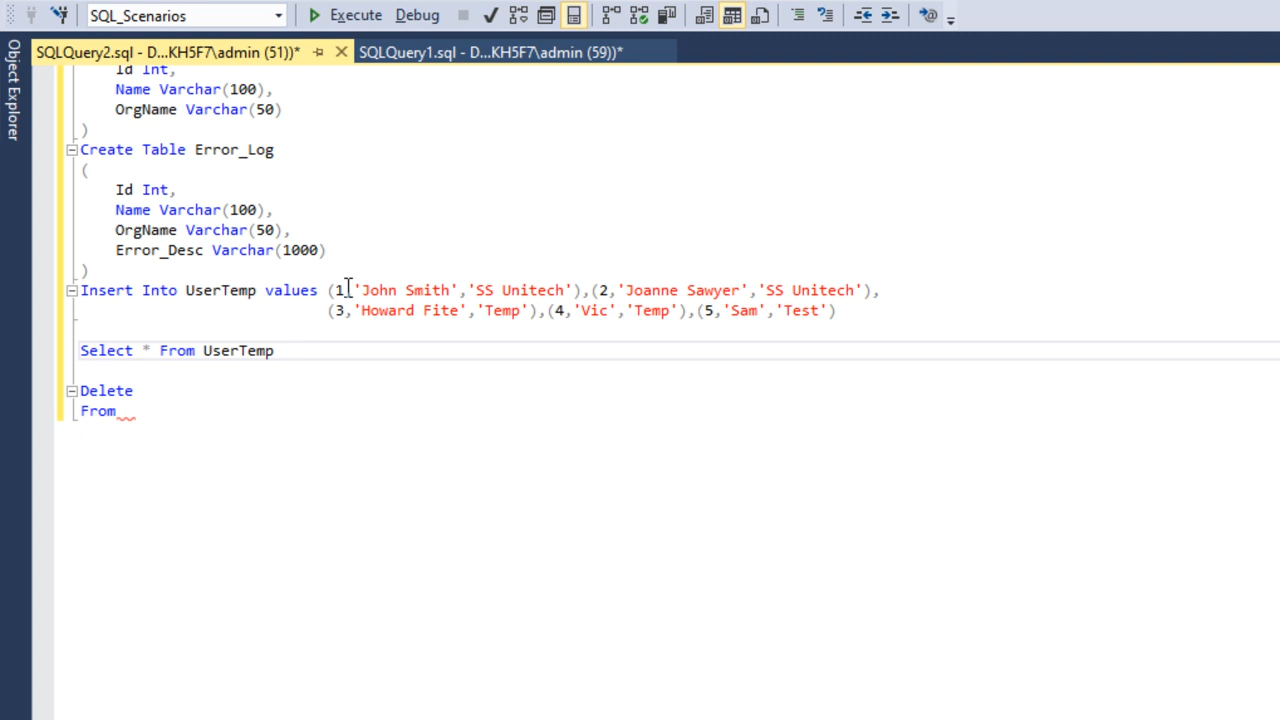 SQL_Scenarios Execute Debug
Object Explorer
SQLQuery2.sql - D...KH5F7\admin (51))* SQLQuery1.sql - D...KH5F7\admin (59))*
Id Int,
Name Varchar(100),
OrgName Varchar(50)
)
Create Table Error_Log
(
Id Int,
Name Varchar(100),
OrgName Varchar(50),
Error_Desc Varchar(1000)
)
Insert Into UserTemp values (1,'John Smith','SS Unitech'),(2,'Joanne Sawyer','SS Unitech'),
(3,'Howard Fite','Temp'),(4,'Vic','Temp'),(5,'Sam','Test')
Select * From UserTemp
Delete
From